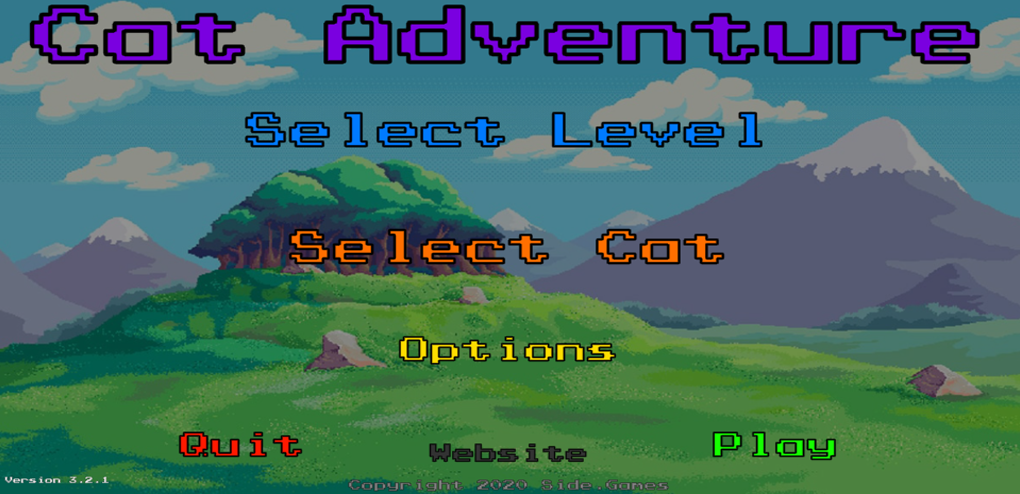 Cat Adventure
Select Level
Select Cat
Options
Quit
Website
Play
Version 3.2.1
Copyright 2020 Side.Games